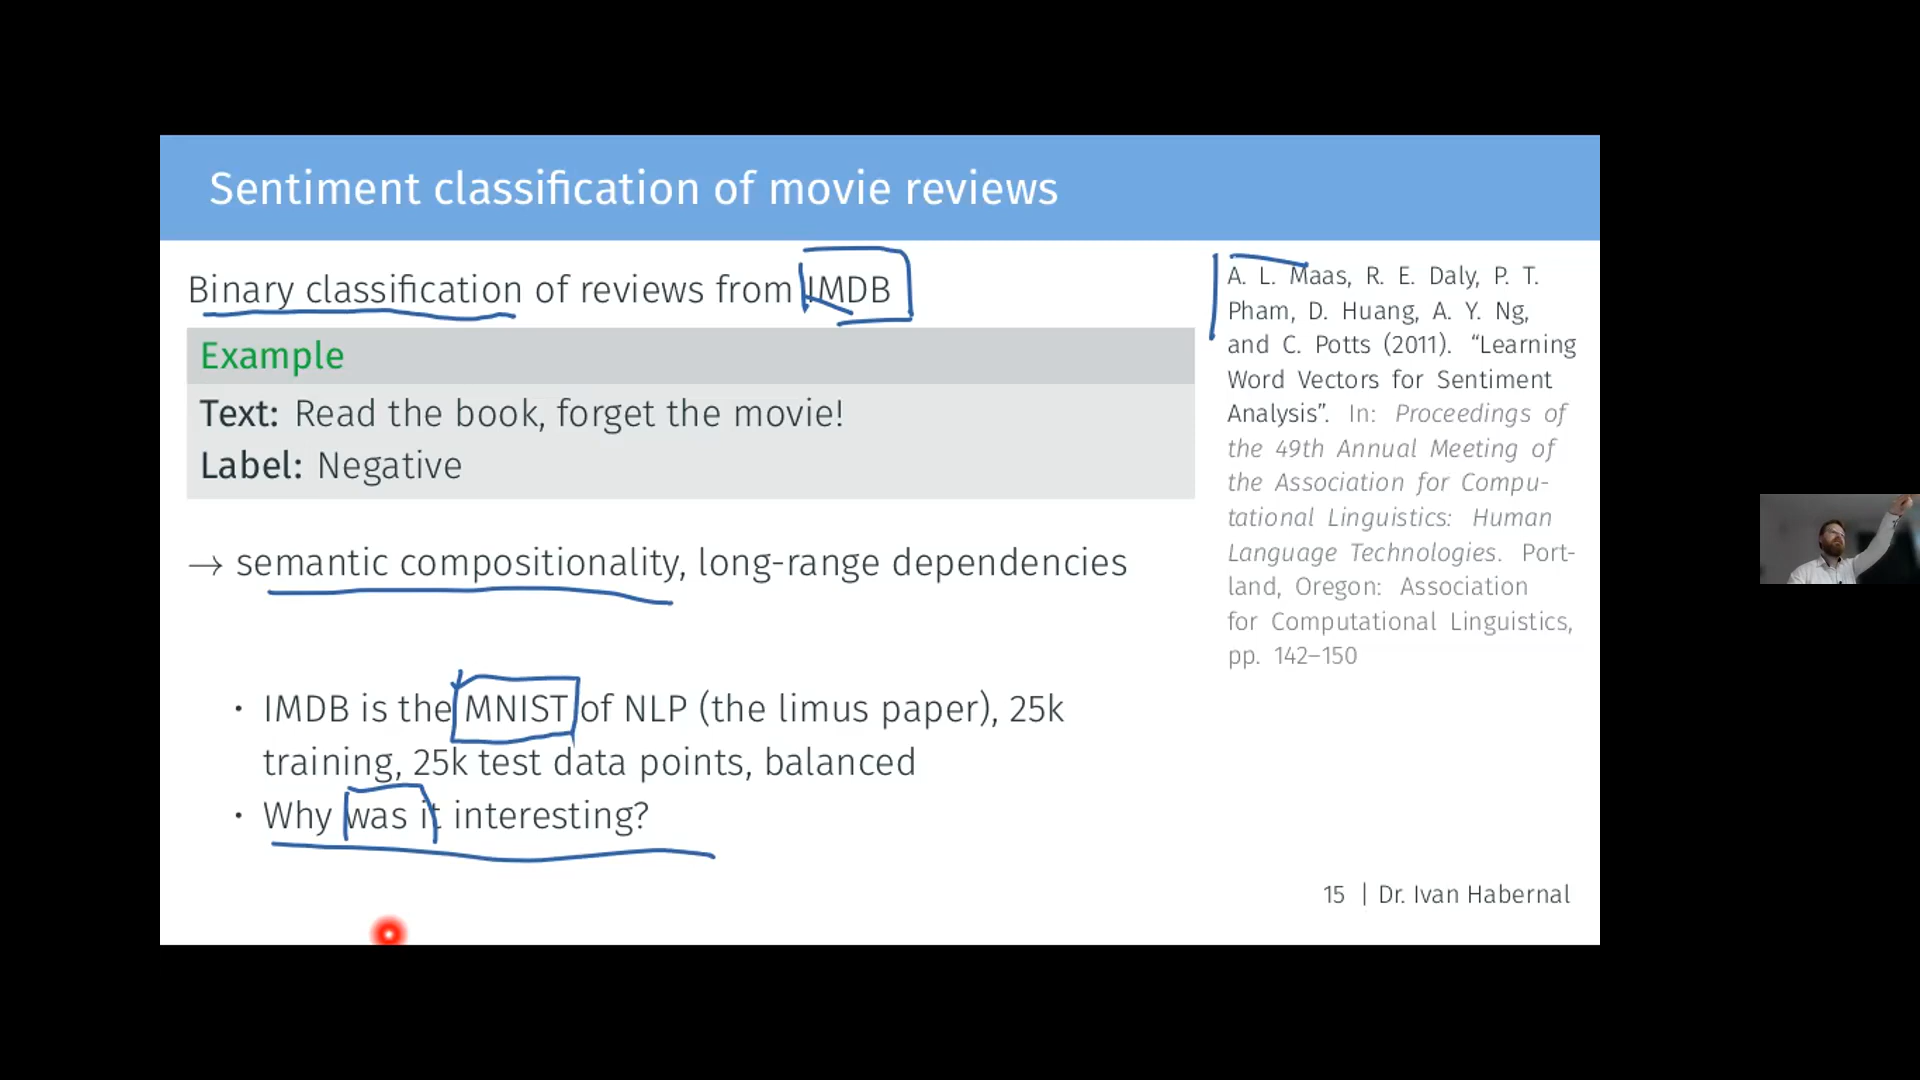 Sentiment classification of movie reviews
Binary classification of reviews from IMDB
Example
Text: Read the book, forget the movie!
Label: Negative
→ semantic compositionality, long-range dependencies
• IMDB is the MNIST of NLP (the limus paper), 25k
training, 25k test data points, balanced
• Why was it interesting?
A. L. Maas, R. E. Daly, P. T.
Pham, D. Huang, A. Y. Ng,
and C. Potts (2011). “Learning
Word Vectors for Sentiment
Analysis”. In: Proceedings of
the 49th Annual Meeting of
the Association for Compu-
tational Linguistics: Human
Language Technologies. Port-
land, Oregon: Association
for Computational Linguistics,
pp. 142–150
15 | Dr. Ivan Habernal